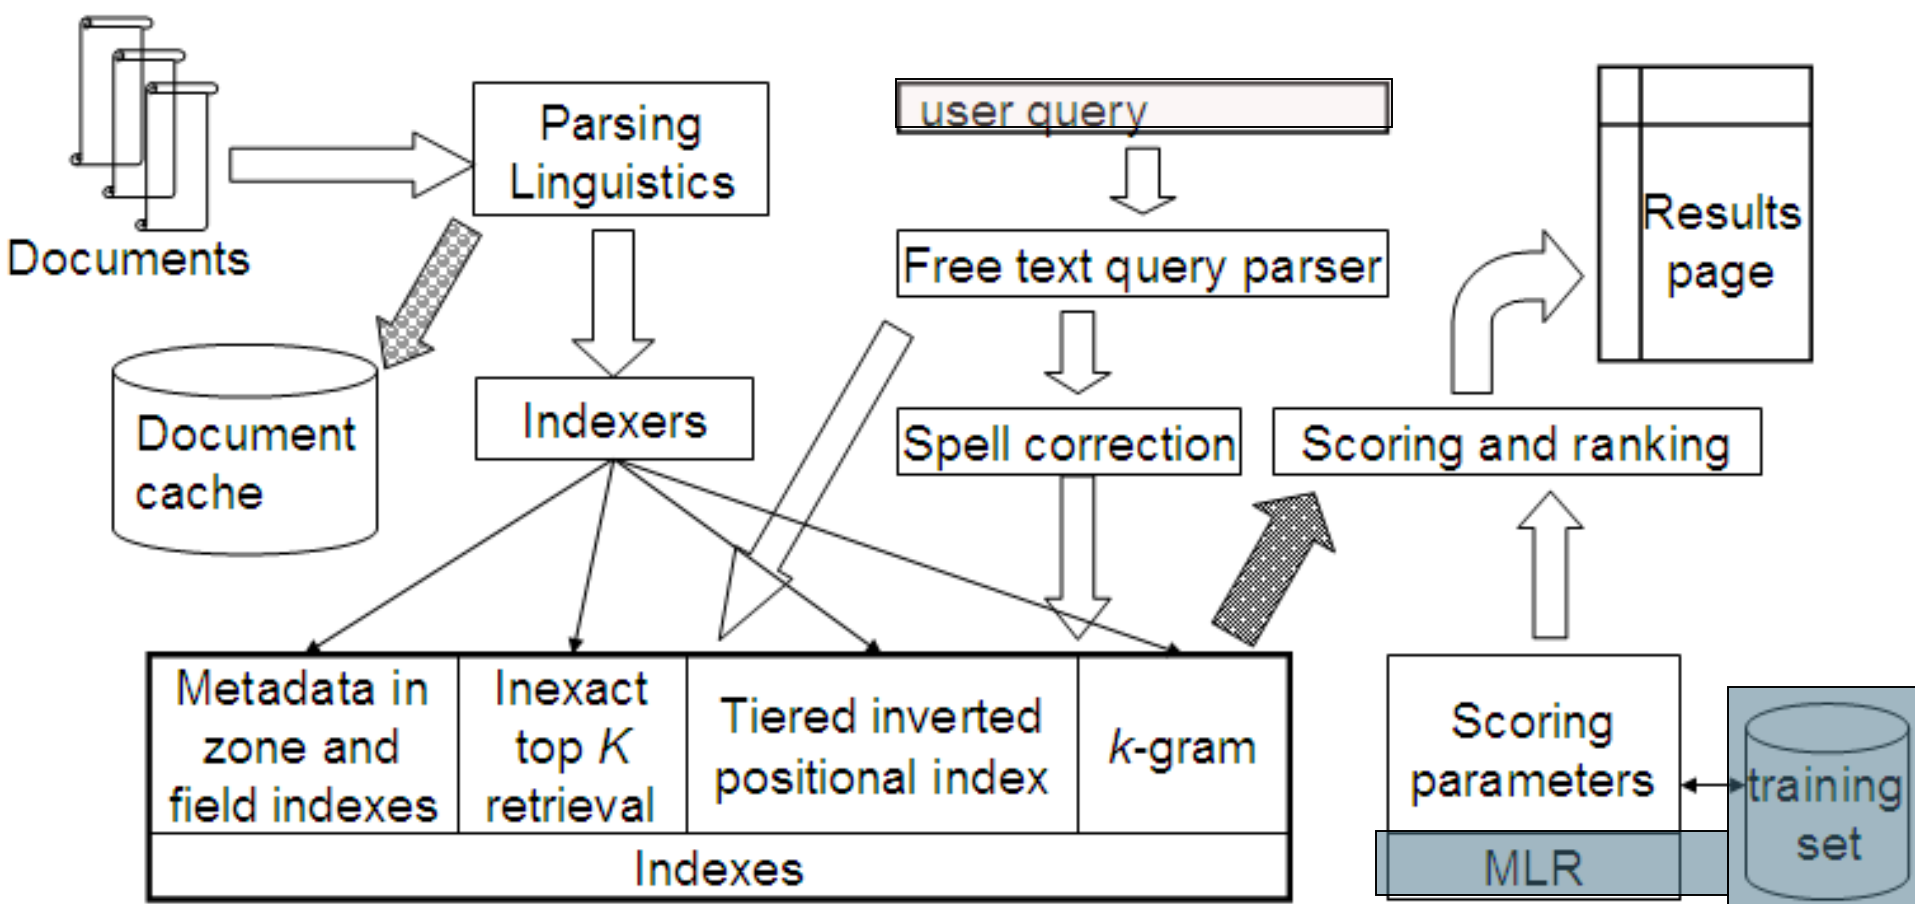 Documents
Parsing
Linguistics
user query
Free text query parser
Results
page
Document
cache
Indexers
Spell correction
Scoring and ranking
Metadata in
zone and
field indexes
Inexact
top K
retrieval
Tiered inverted
positional index
k-gram
Indexes
Scoring
parameters
MLR
training
set